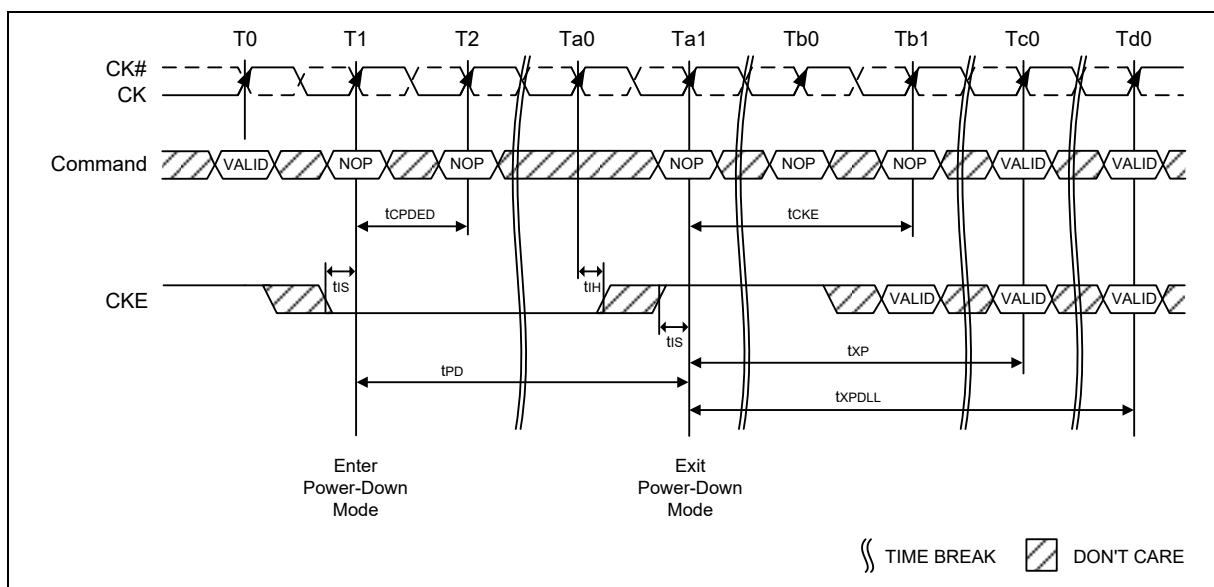 T0 T1 T2 Ta0 Ta1 Tb0 Tb1 Tc0 Td0
CK#
CK
Command VALID NOP NOP NOP NOP NOP VALID VALID
tCPDED tCKE
tIS tIH
CKE VALID VALID VALID
tIS
tXP
tPD
tXPDLL
Enter
Power-Down
Mode
Exit
Power-Down
Mode
TIME BREAK DON'T CARE